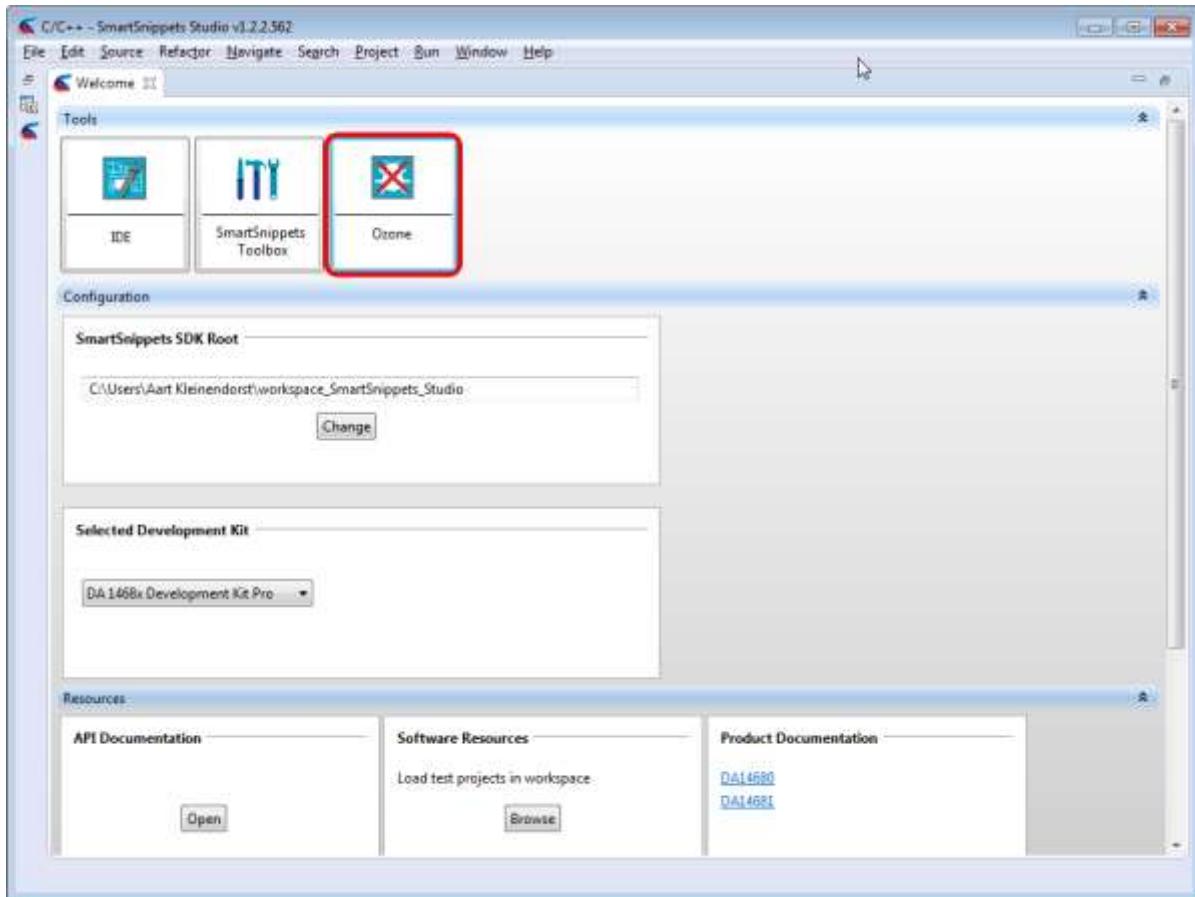 C/C++ - SmartSnippets Studio v1.2.2.562
File Edit Source Refactor Navigate Search Project Run Window Help
Welcome
Tools
IDE
SmartSnippets
Toolbox
Ozone
Configuration
SmartSnippets SDK Root
C:\Users\Aart Kleinendorst\workspace_SmartSnippets_Studio
Change
Selected Development Kit
DA 1468x Development Kit Pro
Resources
API Documentation
Open
Software Resources
Load test projects in workspace
Browse
Product Documentation
DA14680
DA14681